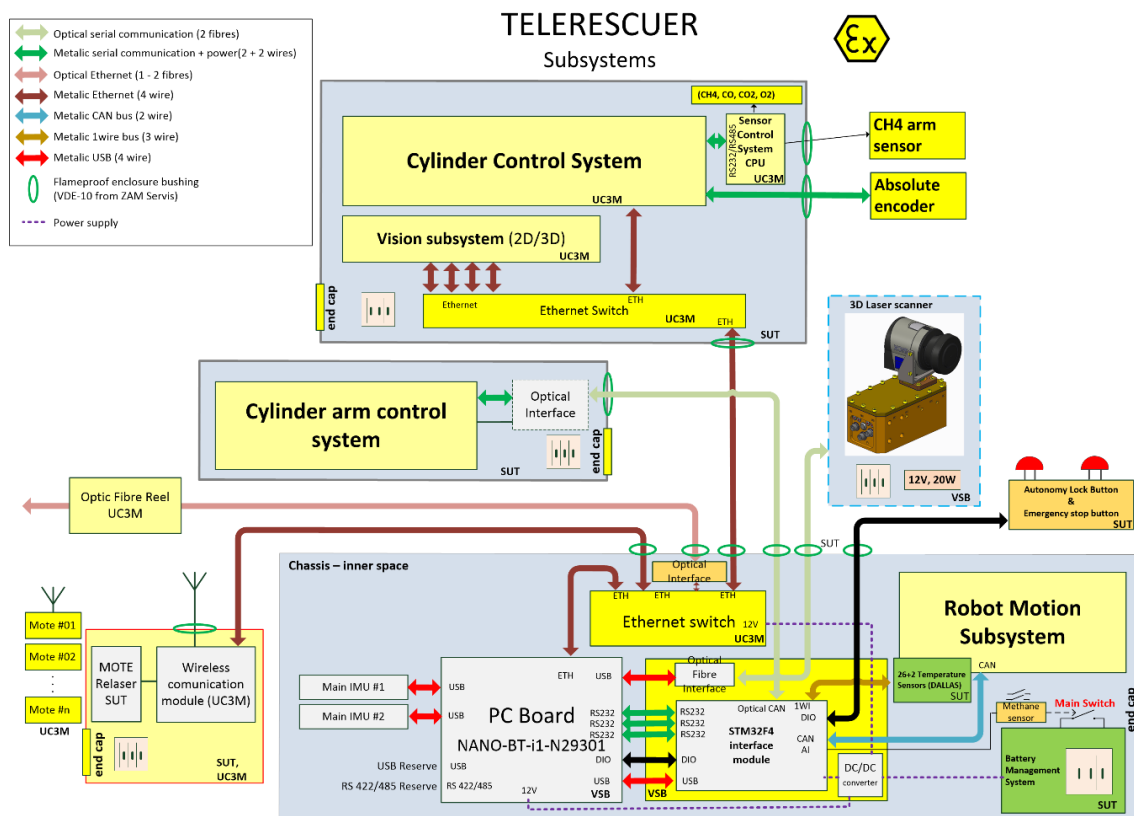 TELERESCUER
Subsystems
Ex
Optical serial communication (2 fibres)
Metalic serial communication + power(2 + 2 wires)
Optical Ethernet (1 - 2 fibres)
Metalic Ethernet (4 wire)
Metalic CAN bus (2 wire)
Metalic 1wire bus (3 wire)
Metalic USB (4 wire)
Flameproof enclosure bushing
(VDE-10 from ZAM Servis)
Power supply
(CH4, CO, CO2, O2)
Cylinder Control System
UC3M
RS232/RS485
Sensor
Control
System
CPU
UC3M
CH4 arm
sensor
Absolute
encoder
Vision subsystem (2D/3D)
UC3M
end cap
Ethernet
ETH
Ethernet Switch
UC3M
ETH
SUT
3D Laser scanner
12V, 20W
VSB
Cylinder arm control
system
Optical
Interface
SUT
end cap
Optic Fibre Reel
UC3M
Autonomy Lock Button
&
Emergency stop button
SUT
SUT
Chassis – inner space
Optical
Interface
ETH
ETH
ETH
Ethernet switch
12V
UC3M
Robot Motion
Subsystem
CAN
26+2 Temperature
Sensors (DALLAS)
SUT
Mote #01
Mote #02
Mote #n
UC3M
MOTE
Relaser
SUT
Wireless
comunication
module (UC3M)
end cap
SUT,
UC3M
Main IMU #1
Main IMU #2
USB Reserve
RS 422/485 Reserve
ETH
USB
USB
USB
PC Board
NANO-BT-i1-N29301
RS232
RS232
RS232
DIO
USB
USB
RS 422/485
12V
VSB
Optical
Fibre
Interface
Optical CAN
1WI
DIO
RS232
RS232
RS232
STM32F4
interface
module
CAN
AI
DIO
USB
VSB
DC/DC
converter
Methane
sensor
Main Switch
end cap
Battery
Management
System
SUT